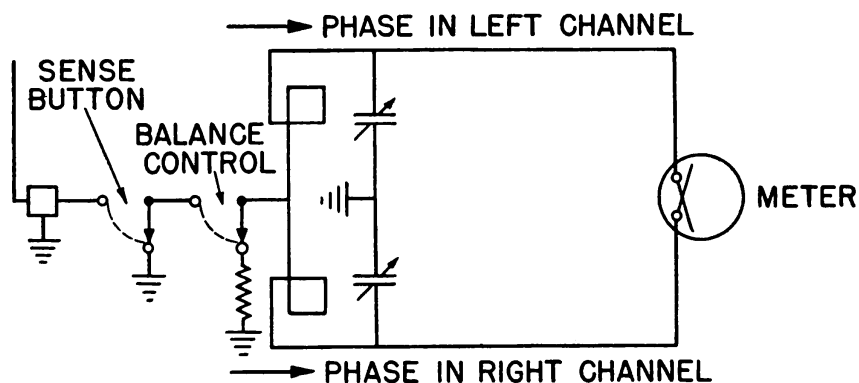 PHASE IN LEFT CHANNEL
SENSE
BUTTON
BALANCE
CONTROL
METER
PHASE IN RIGHT CHANNEL